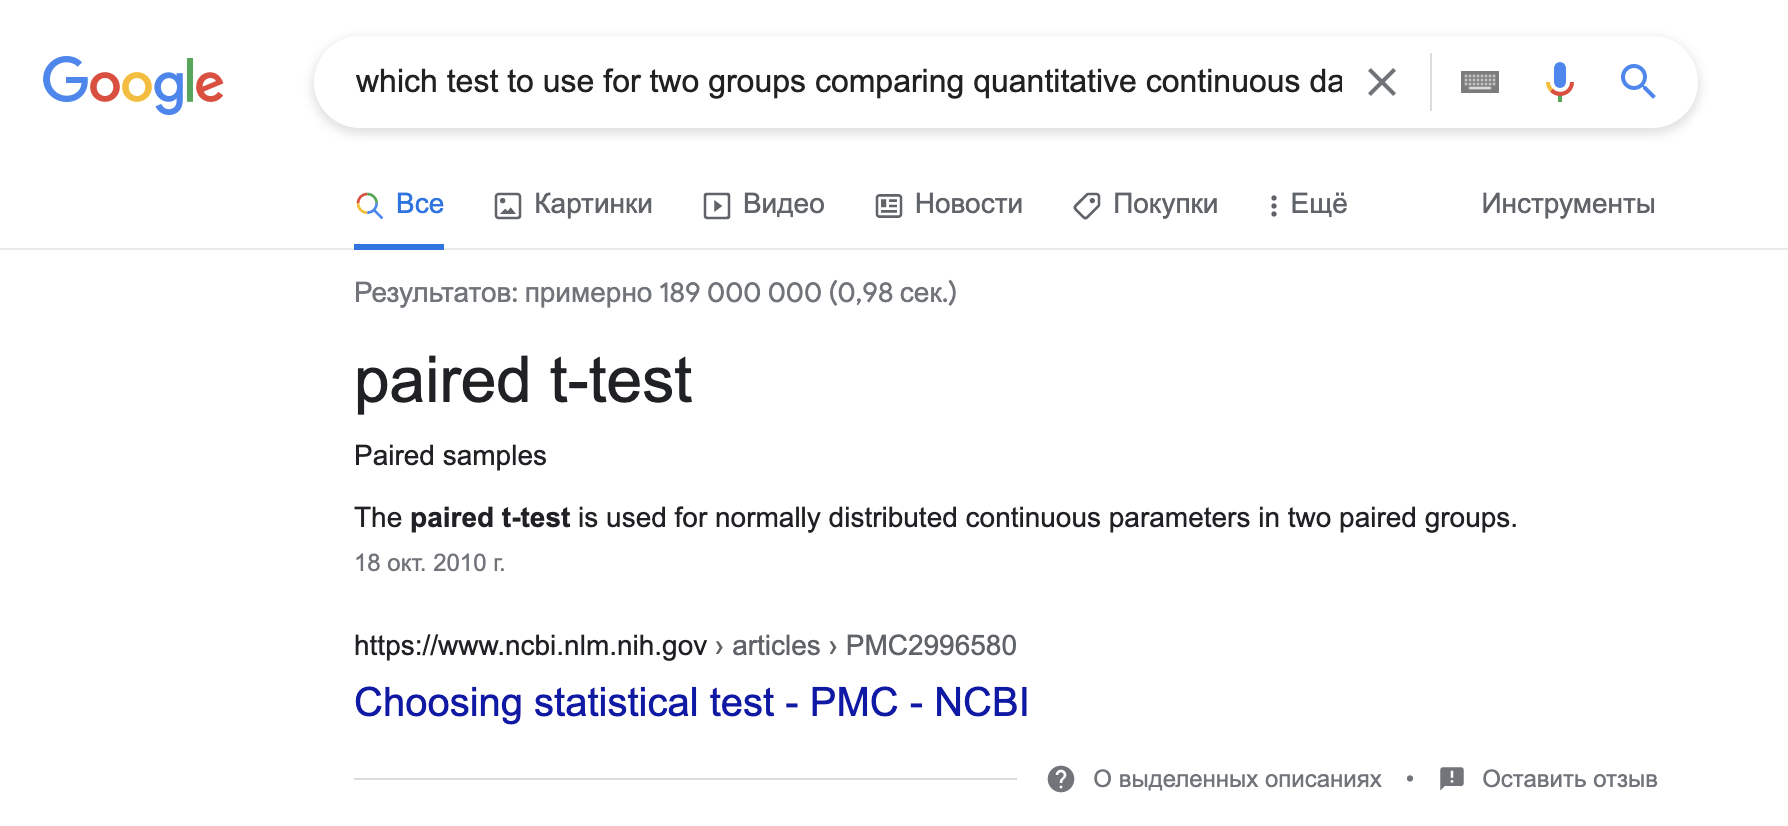 Google
which test to use for two groups comparing quantitative continuous da
Все Картинки Видео Новости Покупки Ещё Инструменты
Результатов: примерно 189 000 000 (0,98 сек.)
paired t-test
Paired samples
The paired t-test is used for normally distributed continuous parameters in two paired groups.
18 окт. 2010 г.
https://www.ncbi.nlm.nih.gov › articles › PMC2996580
Choosing statistical test - PMC - NCBI
О выделенных описаниях • Оставить отзыв